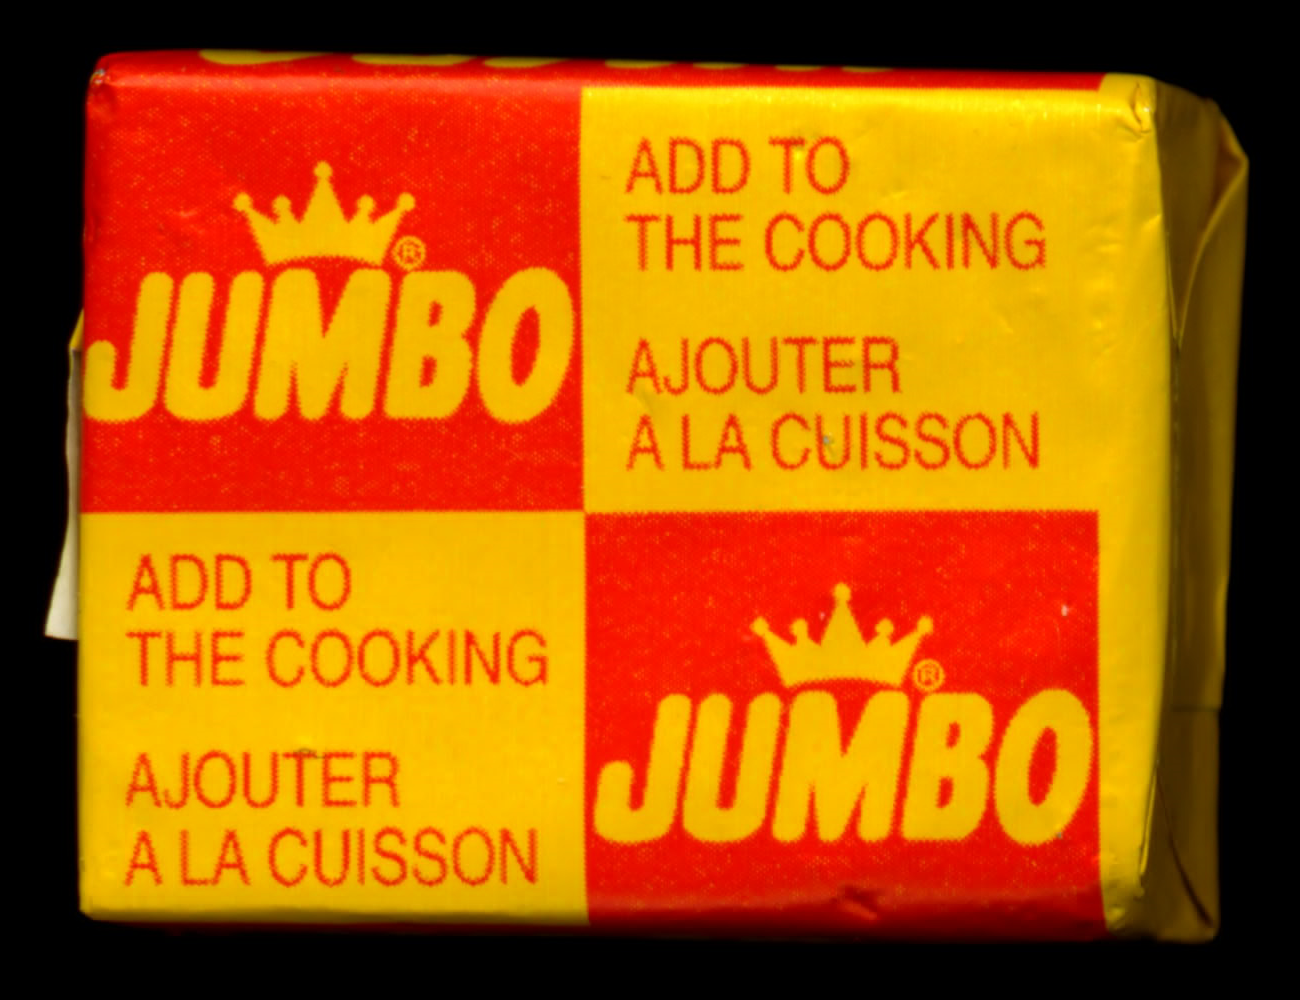 JUMBO®
ADD TO
THE COOKING
AJOUTER
A LA CUISSON
ADD TO
THE COOKING
AJOUTER
A LA CUISSON
JUMBO®